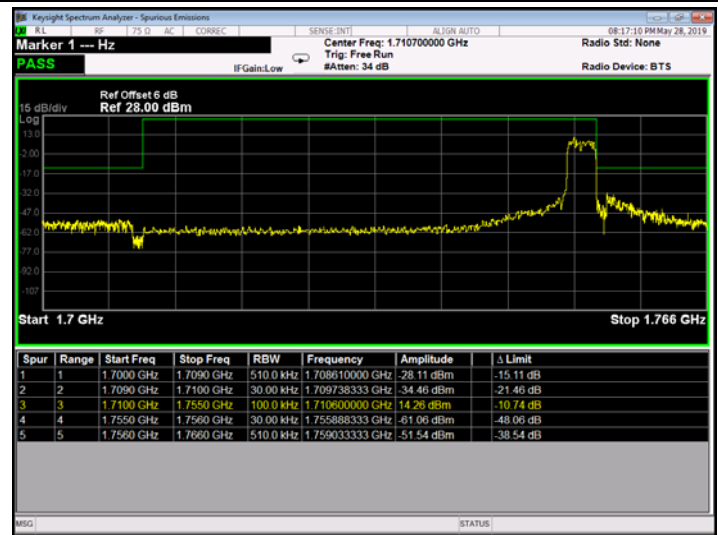 Keysight Spectrum Analyzer - Spurious Emissions
RL RF 75 Ω AC CORREC SENSE:INT ALIGN AUTO 08:17:10 PM May 28, 2019
Marker 1 --- Hz Center Freq: 1.710700000 GHz Radio Std: None
Trig: Free Run
PASS IFGain:Low #Atten: 34 dB Radio Device: BTS
Ref Offset 6 dB
15 dB/div Ref 28.00 dBm
Log
13.0
-2.00
-17.0
-32.0
-47.0
-62.0
-77.0
-92.0
-107
Start 1.7 GHz Stop 1.766 GHz
Spur Range Start Freq Stop Freq RBW Frequency Amplitude Δ Limit
1 1 1.7000 GHz 1.7090 GHz 510.0 kHz 1.708610000 GHz -28.11 dBm -15.11 dB
2 2 1.7090 GHz 1.7100 GHz 30.00 kHz 1.709738333 GHz -34.46 dBm -21.46 dB
3 3 1.7100 GHz 1.7550 GHz 100.0 kHz 1.710600000 GHz 14.26 dBm -10.74 dB
4 4 1.7550 GHz 1.7560 GHz 30.00 kHz 1.755888333 GHz -61.06 dBm -48.06 dB
5 5 1.7560 GHz 1.7660 GHz 510.0 kHz 1.759033333 GHz -51.54 dBm -38.54 dB
MSG STATUS